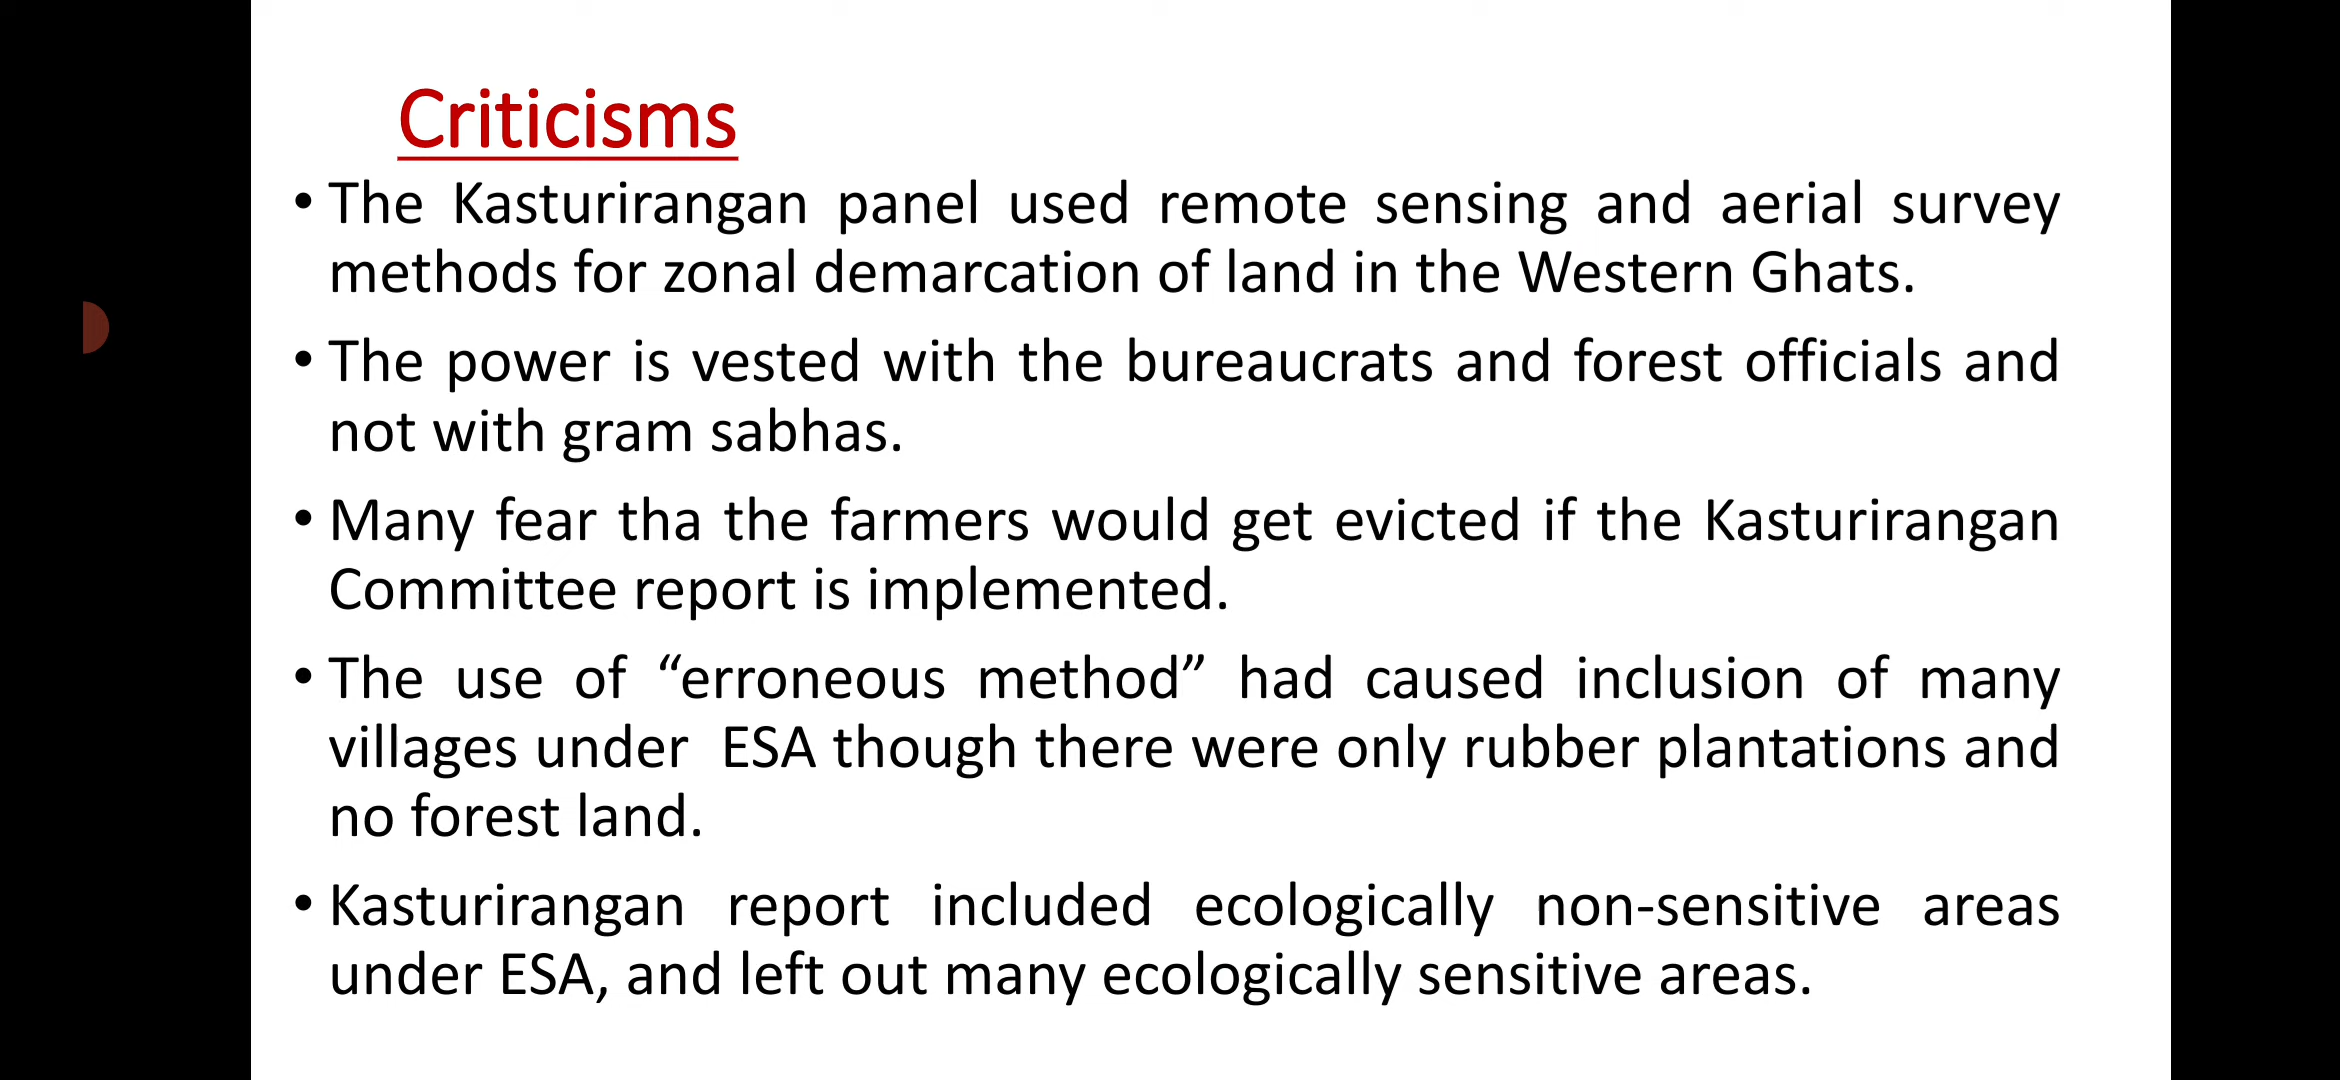 Criticisms
• The Kasturirangan panel used remote sensing and aerial survey
methods for zonal demarcation of land in the Western Ghats.
• The power is vested with the bureaucrats and forest officials and
not with gram sabhas.
• Many fear tha the farmers would get evicted if the Kasturirangan
Committee report is implemented.
• The use of “erroneous method” had caused inclusion of many
villages under ESA though there were only rubber plantations and
no forest land.
• Kasturirangan report included ecologically non-sensitive areas
under ESA, and left out many ecologically sensitive areas.